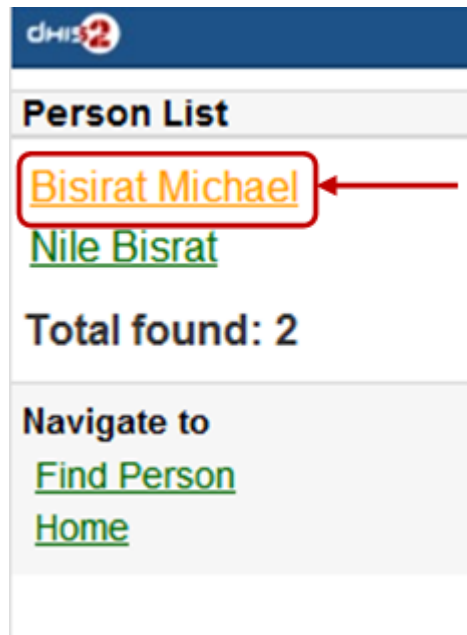 dHIS2
Person List
Bisirat Michael
Nile Bisrat
Total found: 2
Navigate to
Find Person
Home